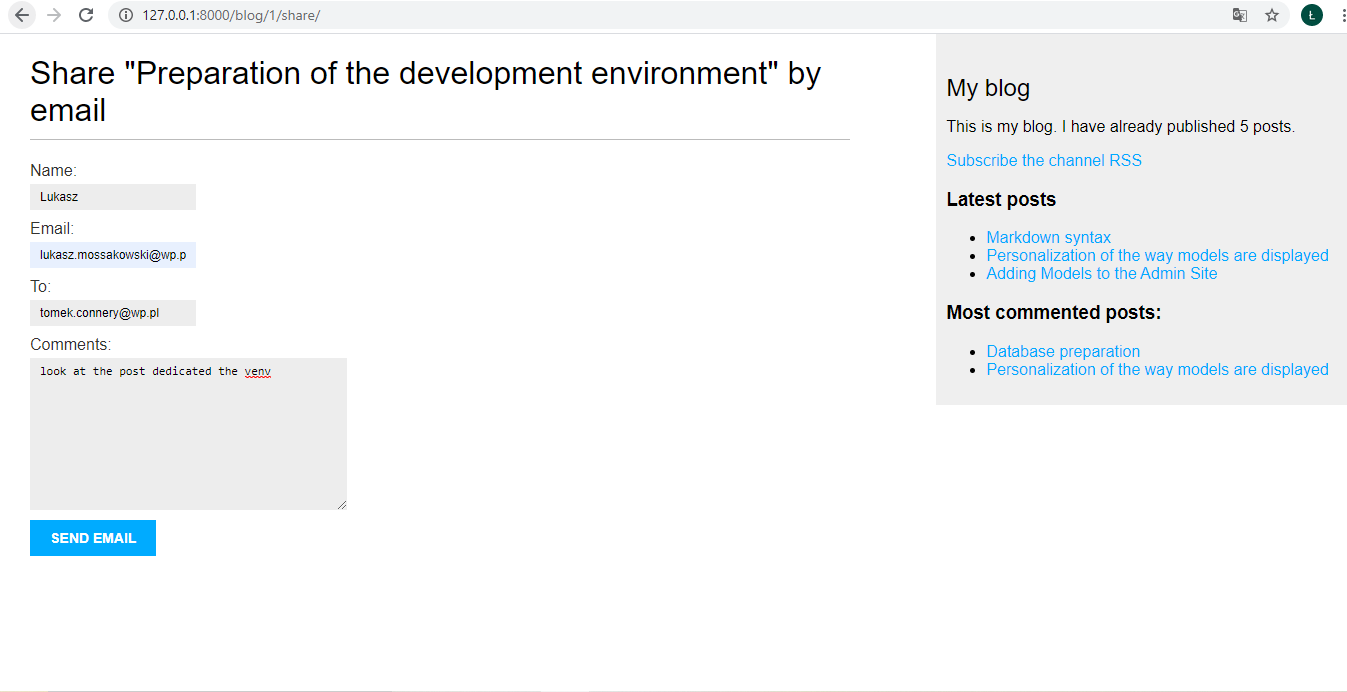 127.0.0.1:8000/blog/1/share/
Ł
Share "Preparation of the development environment" by
email
Name:
Lukasz
Email:
lukasz.mossakowski@wp.p
To:
tomek.connery@wp.pl
Comments:
look at the post dedicated the venv
SEND EMAIL
My blog
This is my blog. I have already published 5 posts.
Subscribe the channel RSS
Latest posts
Markdown syntax
Personalization of the way models are displayed
Adding Models to the Admin Site
Most commented posts:
Database preparation
Personalization of the way models are displayed